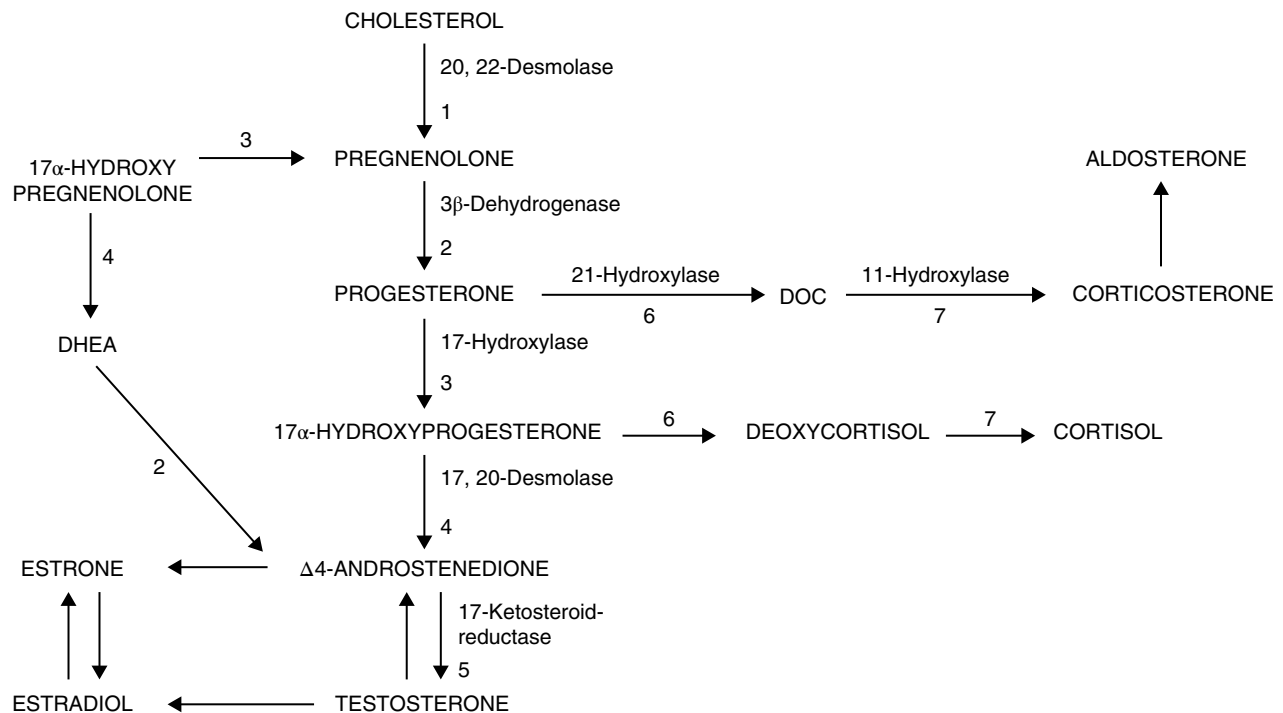 CHOLESTEROL
20, 22-Desmolase
1
3
17α-HYDROXY
PREGNENOLONE
PREGNENOLONE
ALDOSTERONE
3β-Dehydrogenase
4
2
21-Hydroxylase
11-Hydroxylase
PROGESTERONE
DOC
CORTICOSTERONE
6
7
DHEA
17-Hydroxylase
3
6
7
17α-HYDROXYPROGESTERONE
DEOXYCORTISOL
CORTISOL
2
17, 20-Desmolase
4
ESTRONE
Δ4-ANDROSTENEDIONE
17-Ketosteroid-
reductase
5
ESTRADIOL
TESTOSTERONE